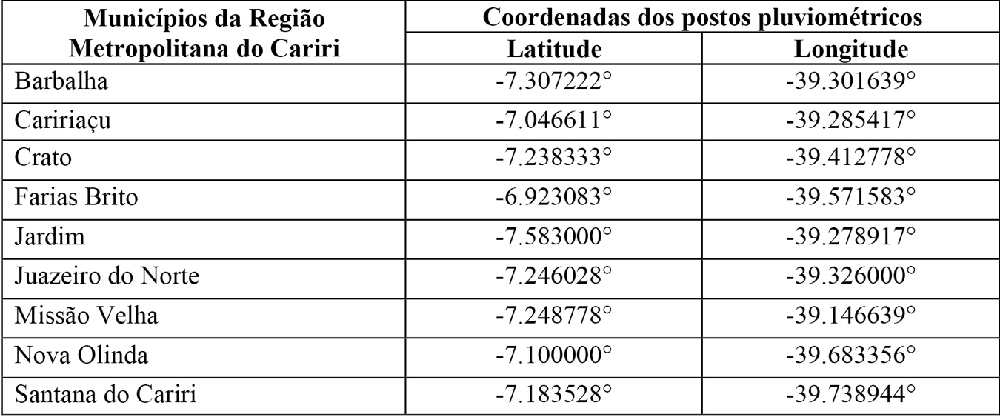 Municípios da Região
Metropolitana do Cariri
Coordenadas dos postos pluviométricos
Latitude Longitude
Barbalha -7.307222° -39.301639°
Caririaçu -7.046611° -39.285417°
Crato -7.238333° -39.412778°
Farias Brito -6.923083° -39.571583°
Jardim -7.583000° -39.278917°
Juazeiro do Norte -7.246028° -39.326000°
Missão Velha -7.248778° -39.146639°
Nova Olinda -7.100000° -39.683356°
Santana do Cariri -7.183528° -39.738944°